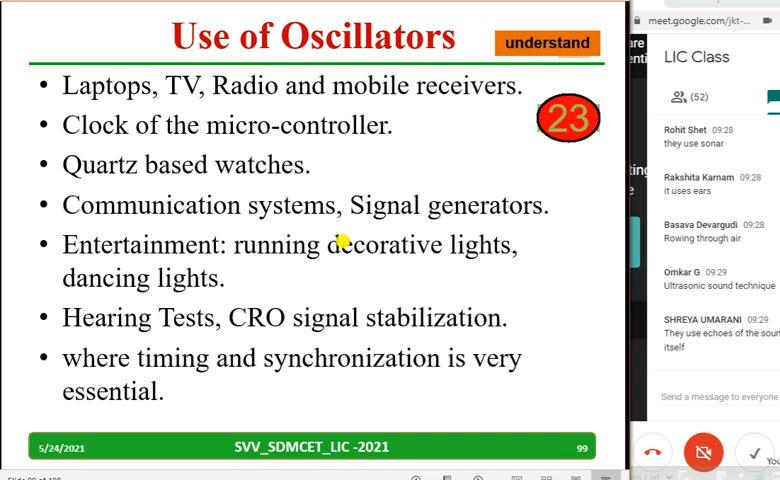 Use of Oscillators
understand
• Laptops, TV, Radio and mobile receivers.
23
• Clock of the micro-controller.
• Quartz based watches.
• Communication systems, Signal generators.
• Entertainment: running decorative lights,
dancing lights.
• Hearing Tests, CRO signal stabilization.
• where timing and synchronization is very
essential.
5/24/2021
SVV_SDMCET_LIC -2021
99
meet.google.com/jkt-...
LIC Class
(52)
Rohit Shet 09:28
they use sonar
Rakshita Karnam 09:28
it uses ears
Basava Devargudi 09:28
Rowing through air
Omkar G 09:29
Ultrasonic sound technique
SHREYA UMARANI 09:29
They use echoes of the soun
itself
Send a message to everyone
You